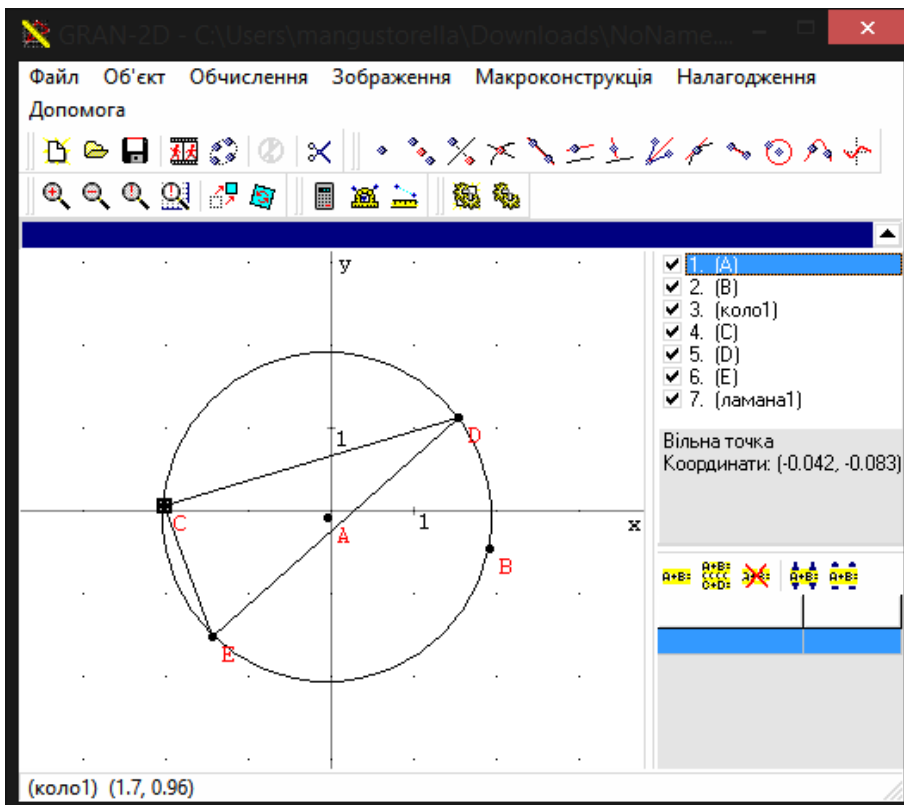 GRAN-2D - C:\Users\mangustorella\Downloads\NoName....
Файл Об'єкт Обчислення Зображення Макроконструкція Налагодження
Допомога
y
1
1
x
A
B
C
D
E
1. (A)
2. (B)
3. (коло1)
4. (C)
5. (D)
6. (E)
7. (ламана1)
Вільна точка
Координати: (-0.042, -0.083)
A+B=
A+B=
C+D=
A+B=
A+B=
A+B=
(коло1) (1.7, 0.96)